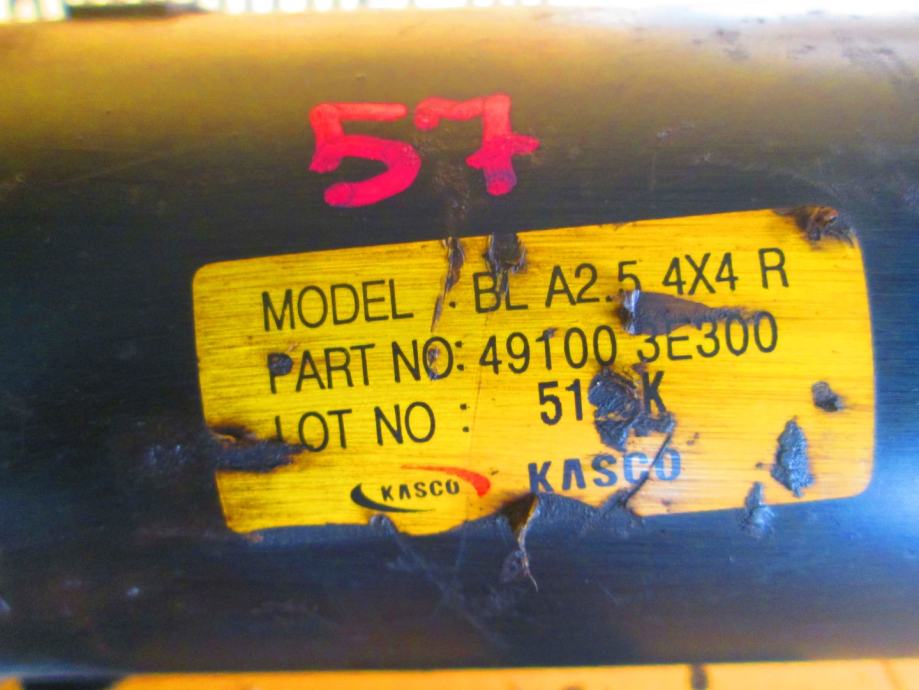 57
MODEL : BL A2.5 4X4 R
PART NO: 49100 3E300
LOT NO :
KASCO KASCO